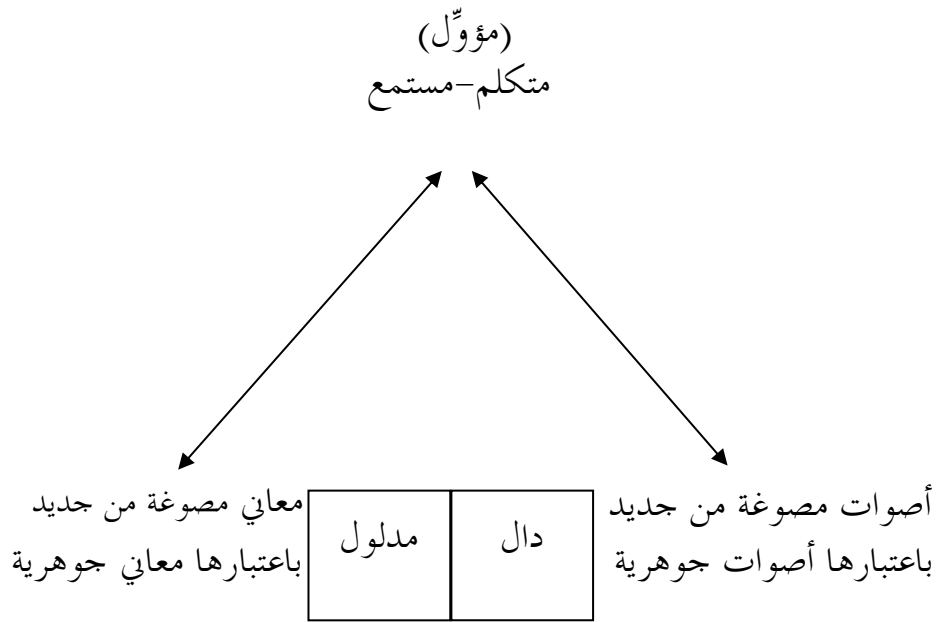 (مؤوِّل)
متكلم-مستمع
أصوات مصوغة من جديد
باعتبارها أصوات جوهرية
دال
مدلول
معاني مصوغة من جديد
باعتبارها معاني جوهرية